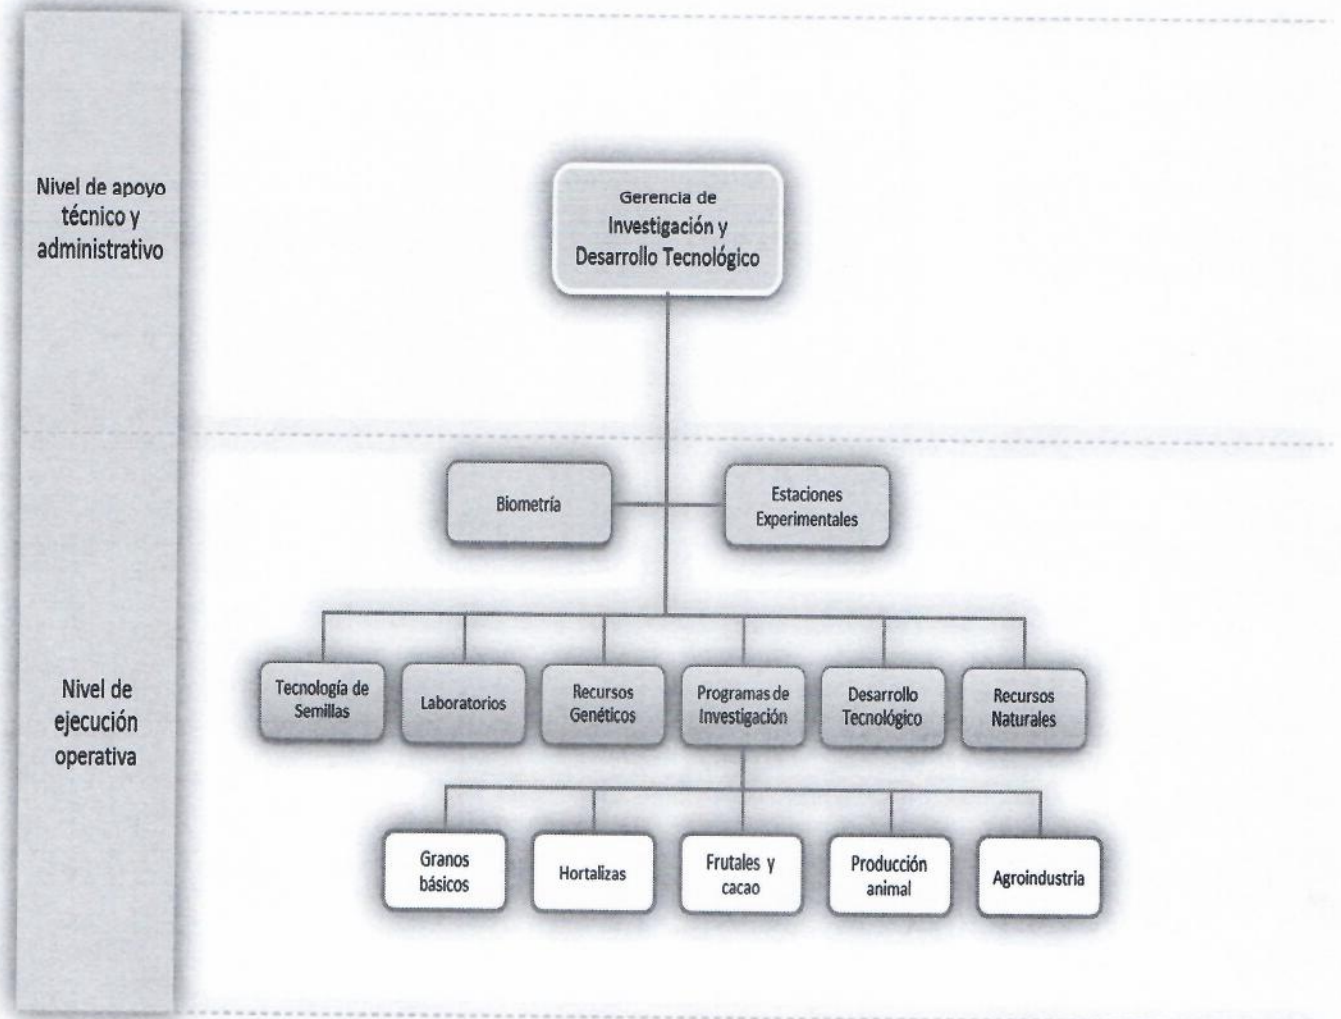 Nivel de apoyo
técnico y
administrativo
Gerencia de
Investigación y
Desarrollo Tecnológico
Nivel de
ejecución
operativa
Biometría
Estaciones
Experimentales
Tecnología de
Semillas
Laboratorios
Recursos
Genéticos
Programas de
Investigación
Desarrollo
Tecnológico
Recursos
Naturales
Granos
básicos
Hortalizas
Frutales y
cacao
Producción
animal
Agroindustria